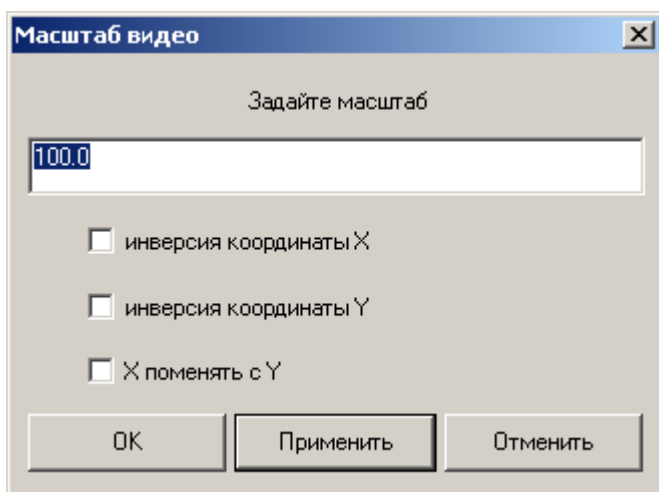 Масштаб видео
Задайте масштаб
100.0
инверсия координаты X
инверсия координаты Y
X поменять с Y
OK Применить Отменить